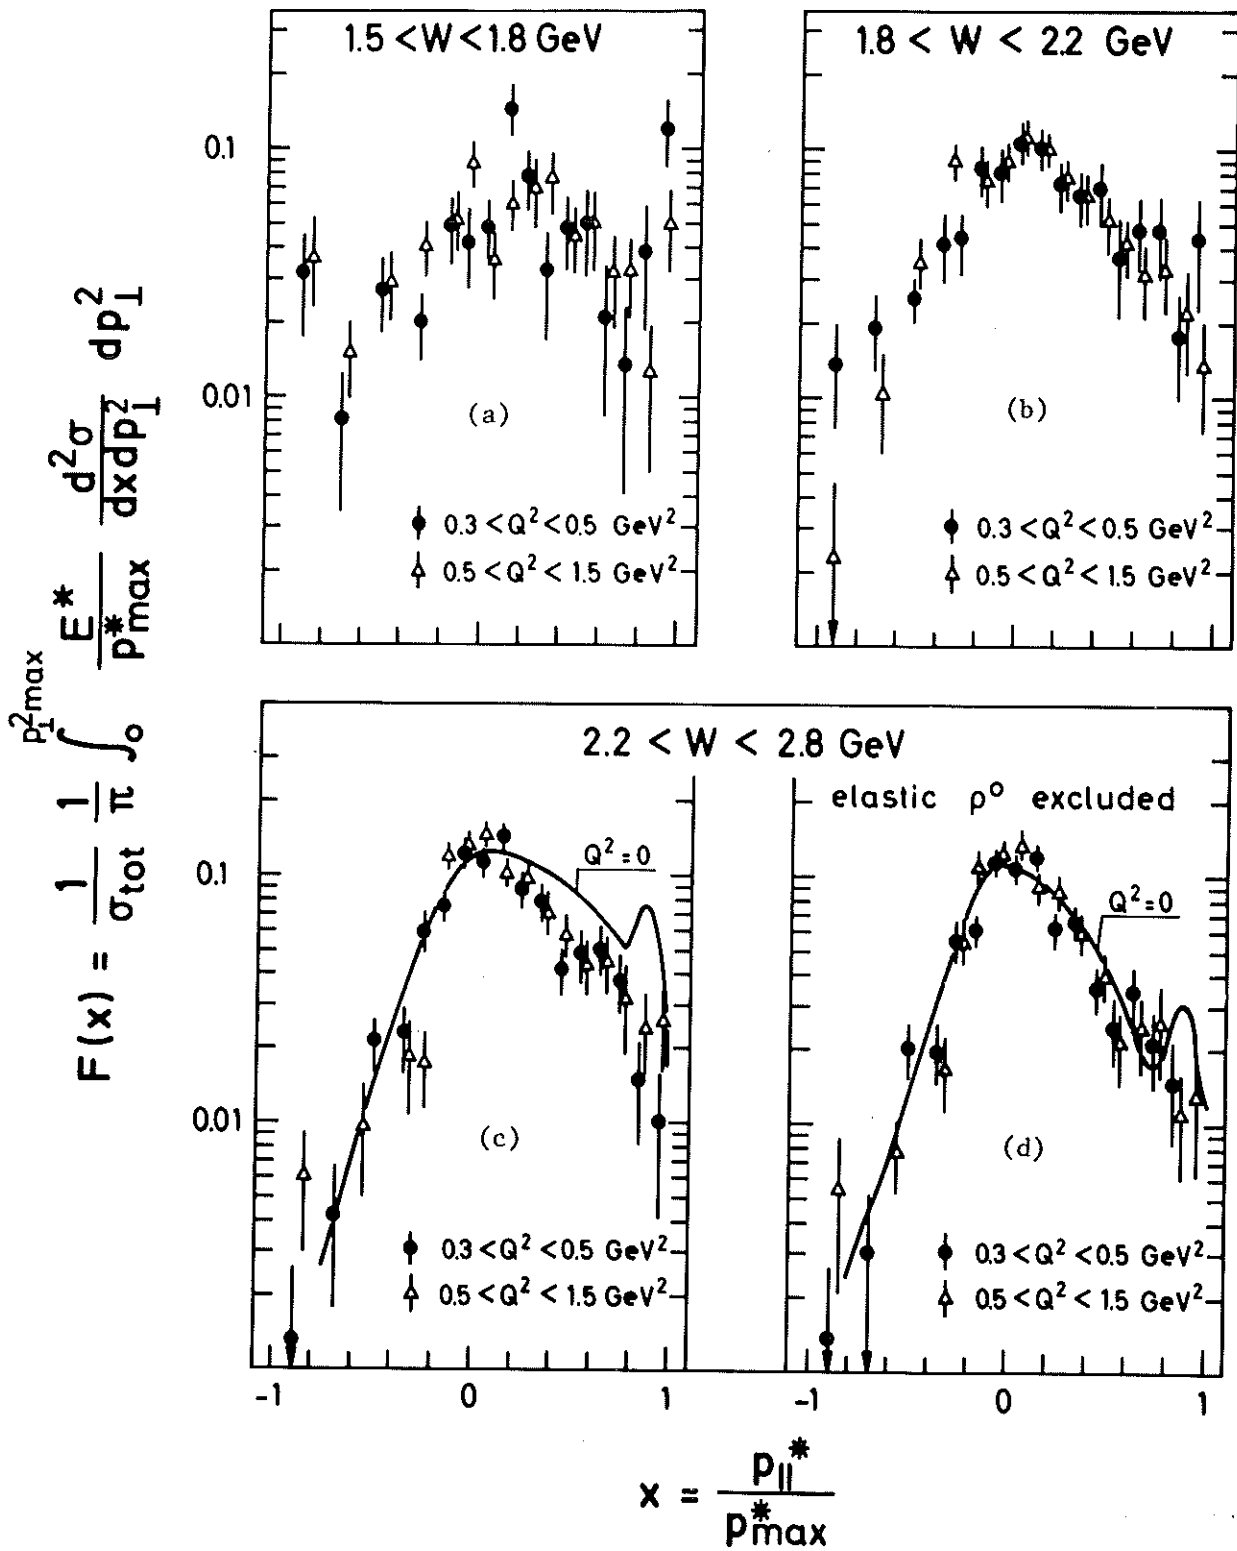 1.5 < W < 1.8 GeV
0.1
0.01
(a)
0.3 < Q² < 0.5 GeV²
0.5 < Q² < 1.5 GeV²
1.8 < W < 2.2 GeV
(b)
0.3 < Q² < 0.5 GeV²
0.5 < Q² < 1.5 GeV²
F(x) = 1/σ_tot 1/π ∫₀^{p⊥²max} E*/p*max d²σ/dxdp⊥² dp⊥²
2.2 < W < 2.8 GeV
0.1
0.01
Q² = 0
(c)
0.3 < Q² < 0.5 GeV²
0.5 < Q² < 1.5 GeV²
-1 0 1
elastic ρ⁰ excluded
Q² = 0
(d)
0.3 < Q² < 0.5 GeV²
0.5 < Q² < 1.5 GeV²
-1 0 1
x = p||*/p*max